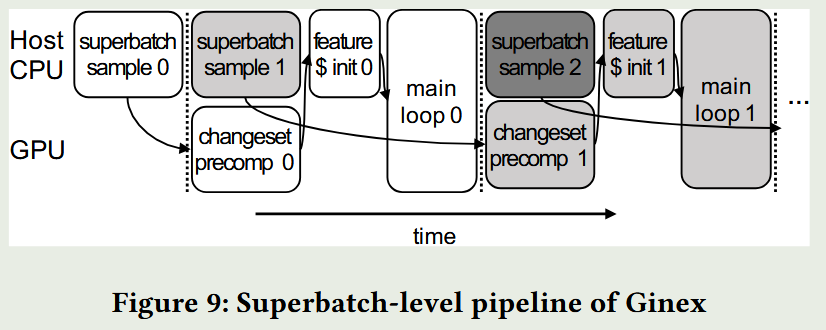 Host
CPU
superbatch
sample 0
superbatch
sample 1
feature
$ init 0
main
loop 0
superbatch
sample 2
feature
$ init 1
main
loop 1
...
GPU
changeset
precomp 0
changeset
precomp 1
time
Figure 9: Superbatch-level pipeline of Ginex